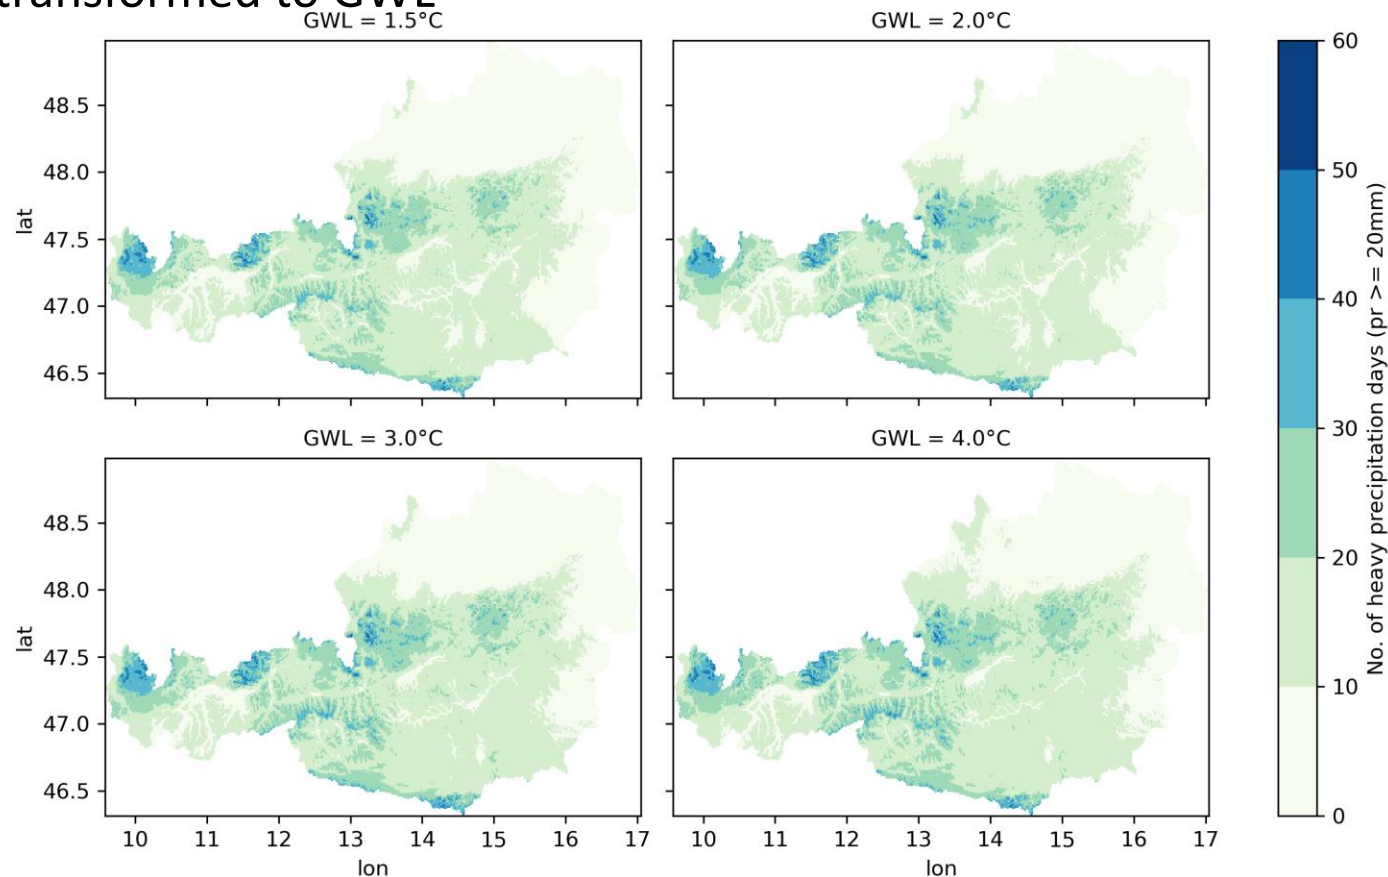 transformed to GWL
GWL = 1.5°C
GWL = 2.0°C
lat
48.5
48.0
47.5
47.0
46.5
10 11 12 13 14 15 16 17
10 11 12 13 14 15 16 17
GWL = 3.0°C
GWL = 4.0°C
lat
48.5
48.0
47.5
47.0
46.5
lon
lon
60
50
40
30
20
10
0
No. of heavy precipitation days (pr >= 20mm)